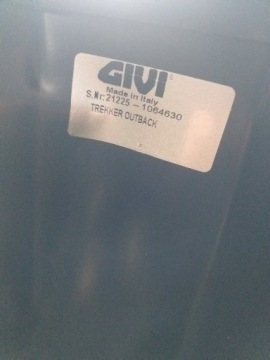 GIVI®
Made in Italy
S.Nr:21225-1064630
TREKKER OUTBACK